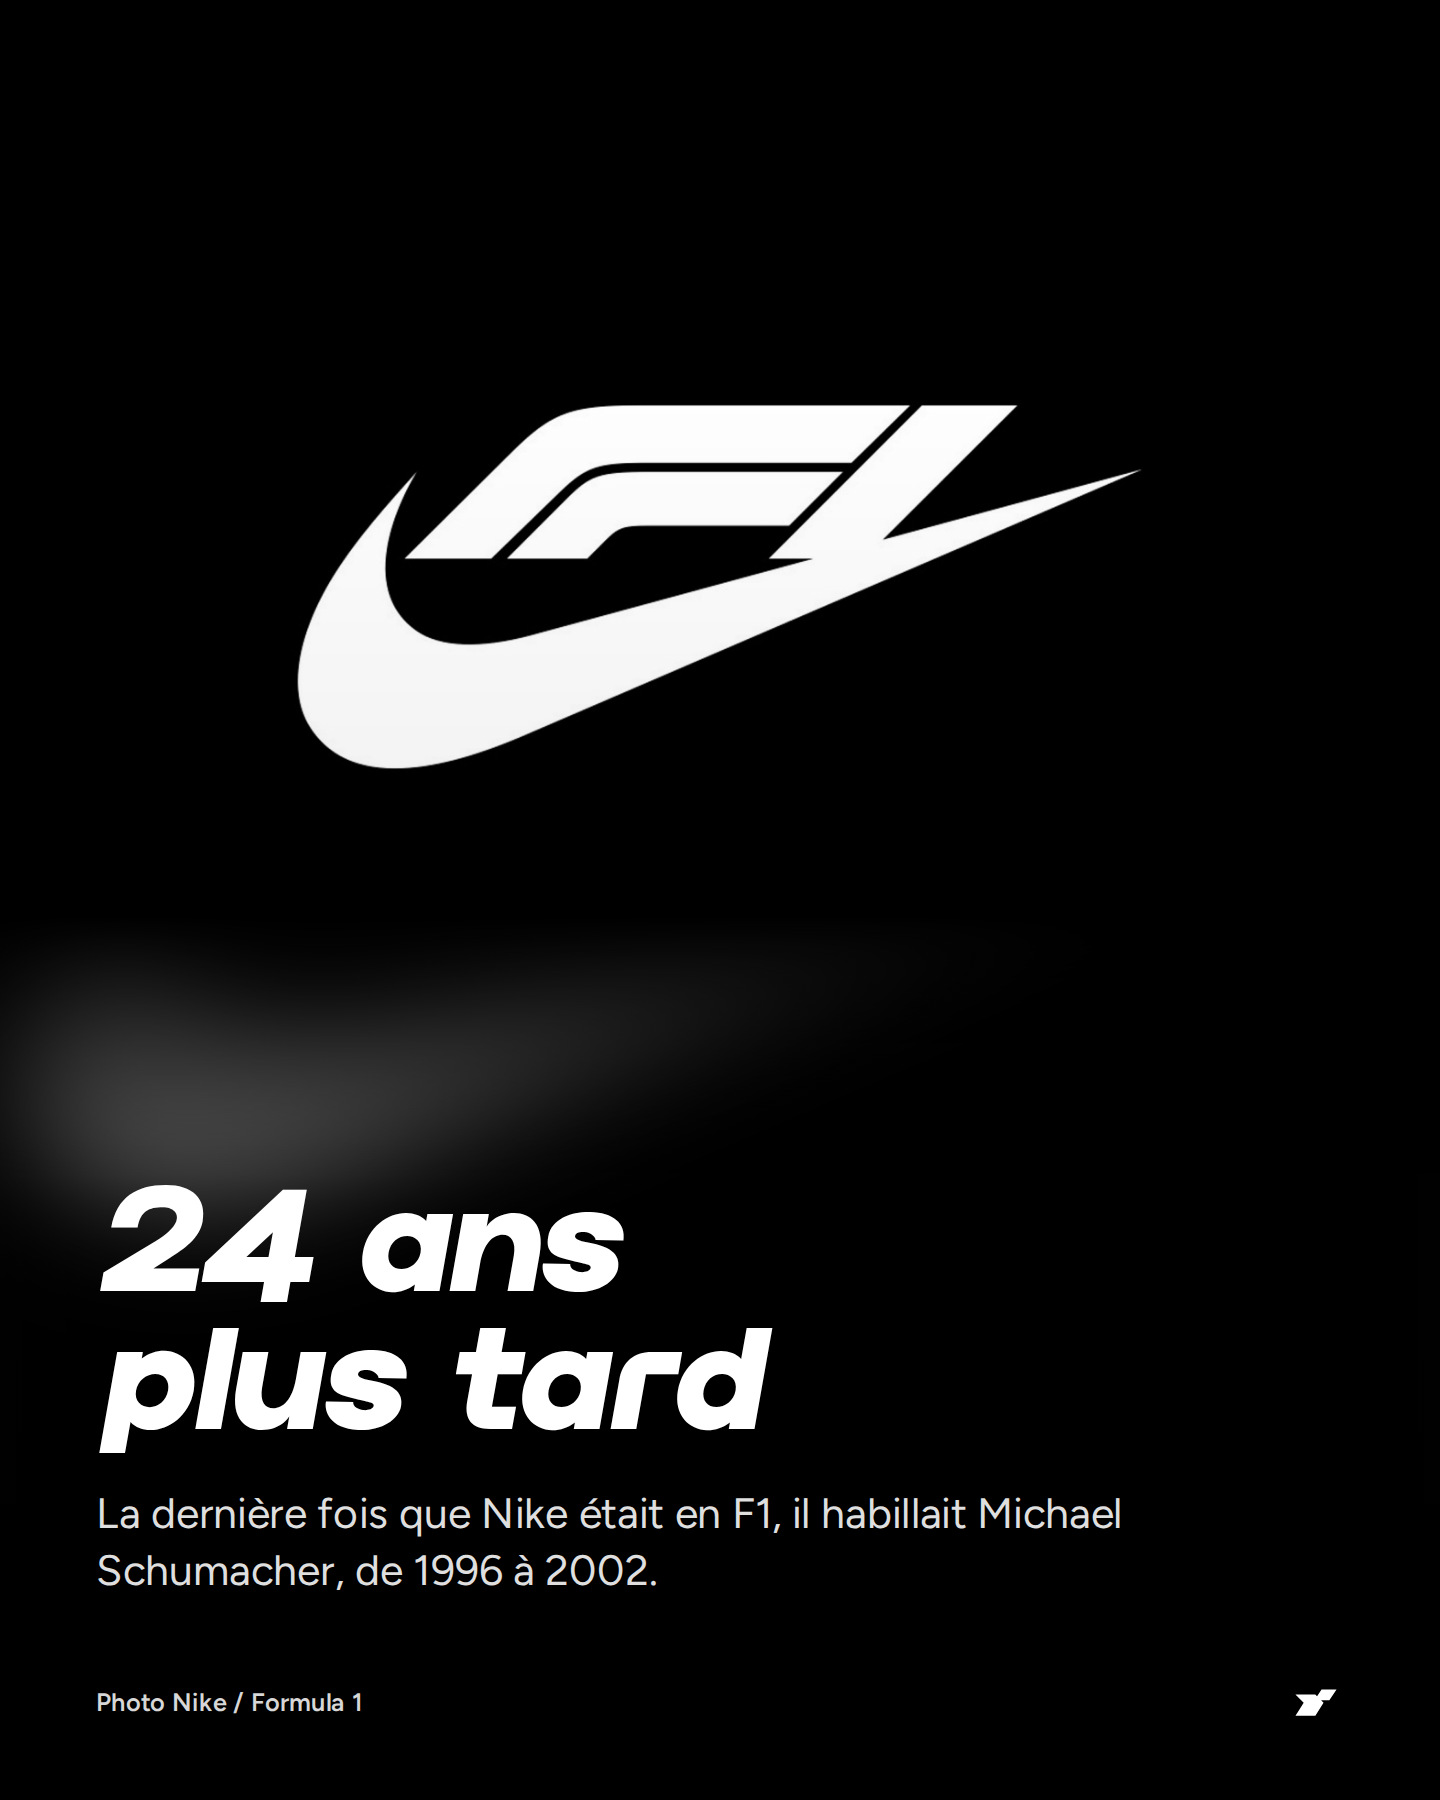 F1
24 ans
plus tard
La dernière fois que Nike était en F1, il habillait Michael
Schumacher, de 1996 à 2002.
Photo Nike / Formula 1